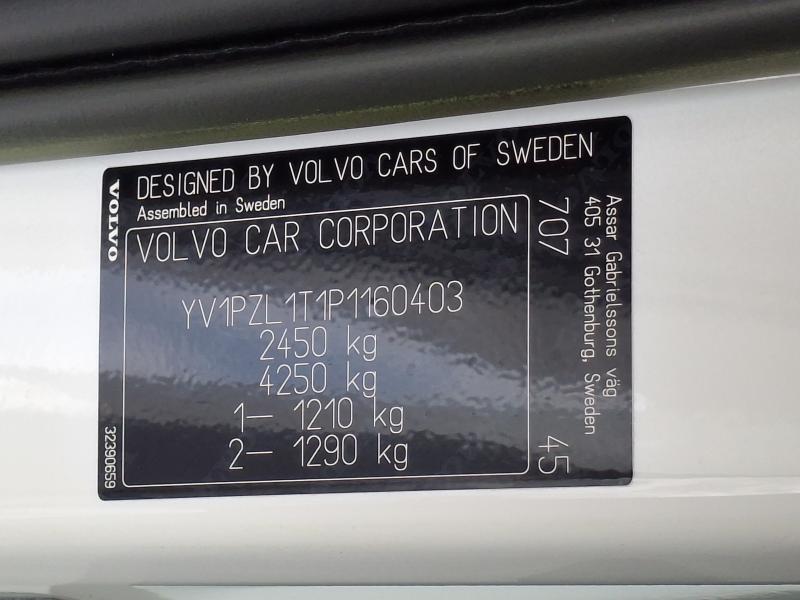 VOLVO
DESIGNED BY VOLVO CARS OF SWEDEN
Assembled in Sweden
VOLVO CAR CORPORATION
YV1PZL1T1P1160403
2450 kg
4250 kg
1– 1210 kg
2– 1290 kg
707
45
Assar Gabrielssons väg
405 31 Gothenburg, Sweden
32390659